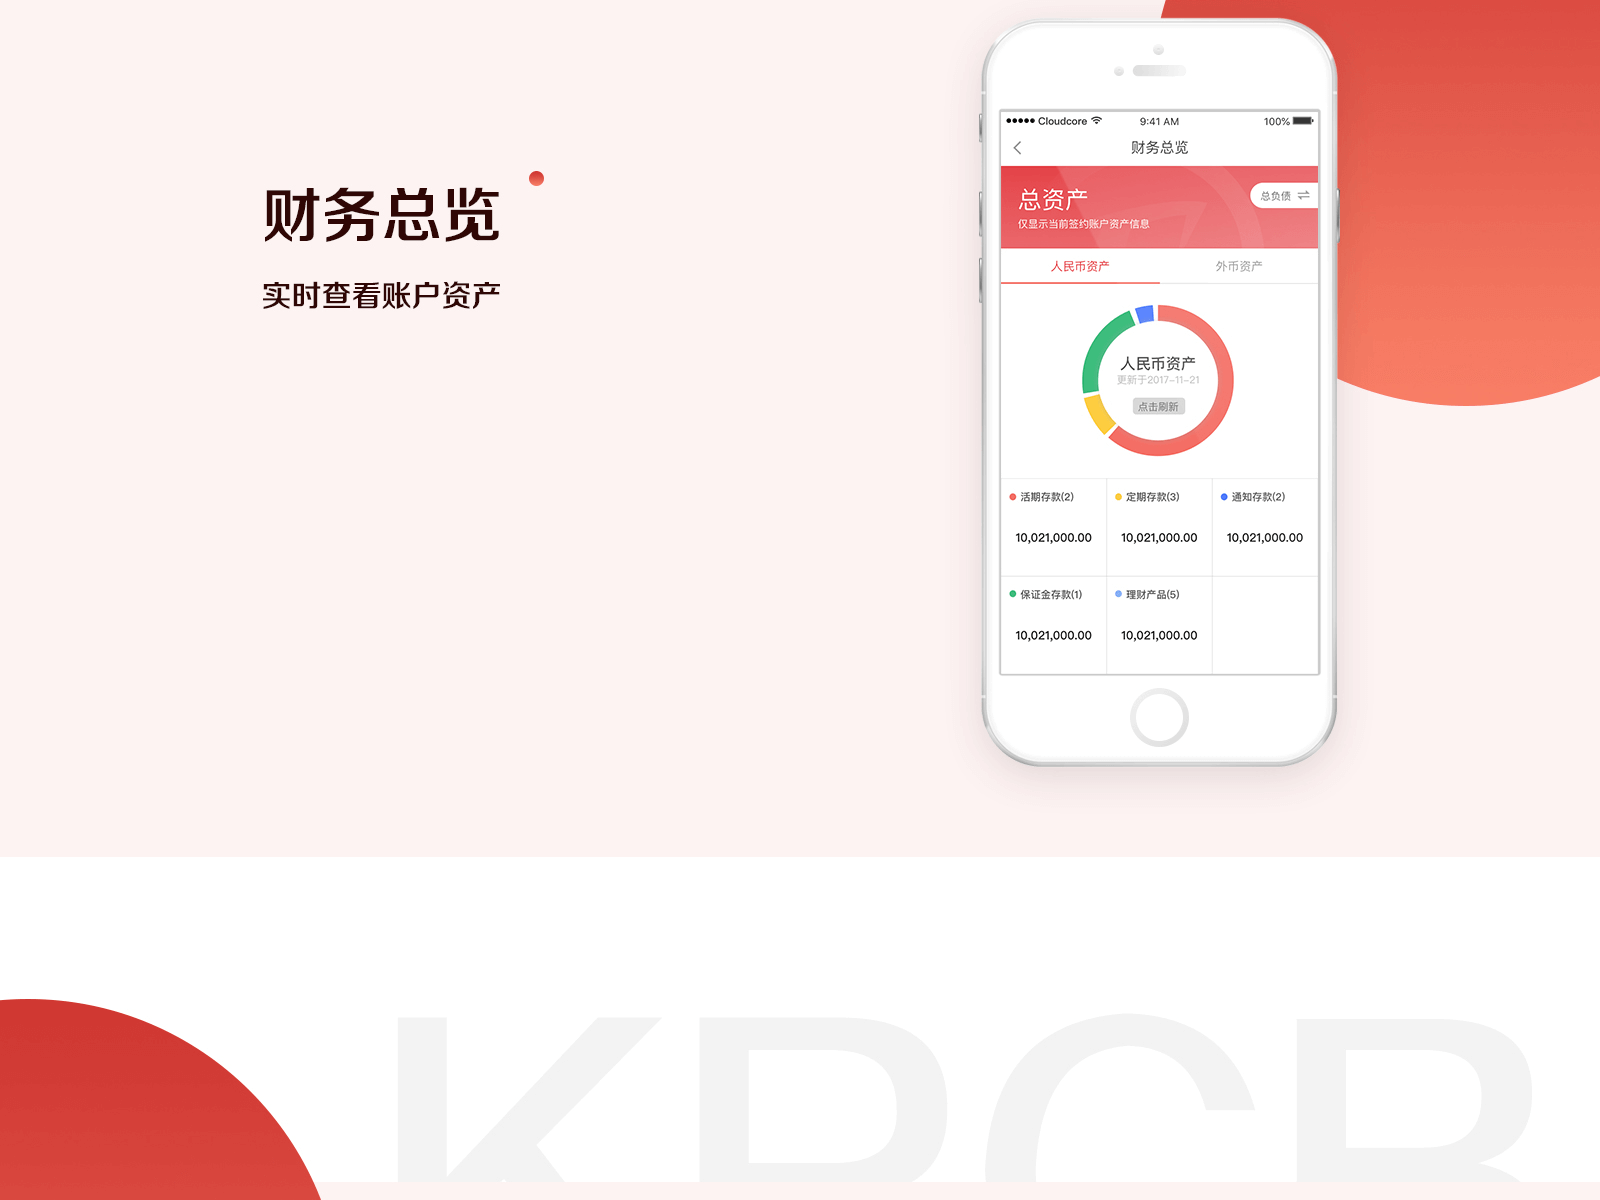 财务总览
实时查看账户资产
Cloudcore 9:41 AM 100%
财务总览
总资产
总负债
仅显示当前签约账户资产信息
人民币资产 外币资产
人民币资产
更新于2017-11-21
点击刷新
活期存款(2) 定期存款(3) 通知存款(2)
10,021,000.00 10,021,000.00 10,021,000.00
保证金存款(1) 理财产品(5)
10,021,000.00 10,021,000.00